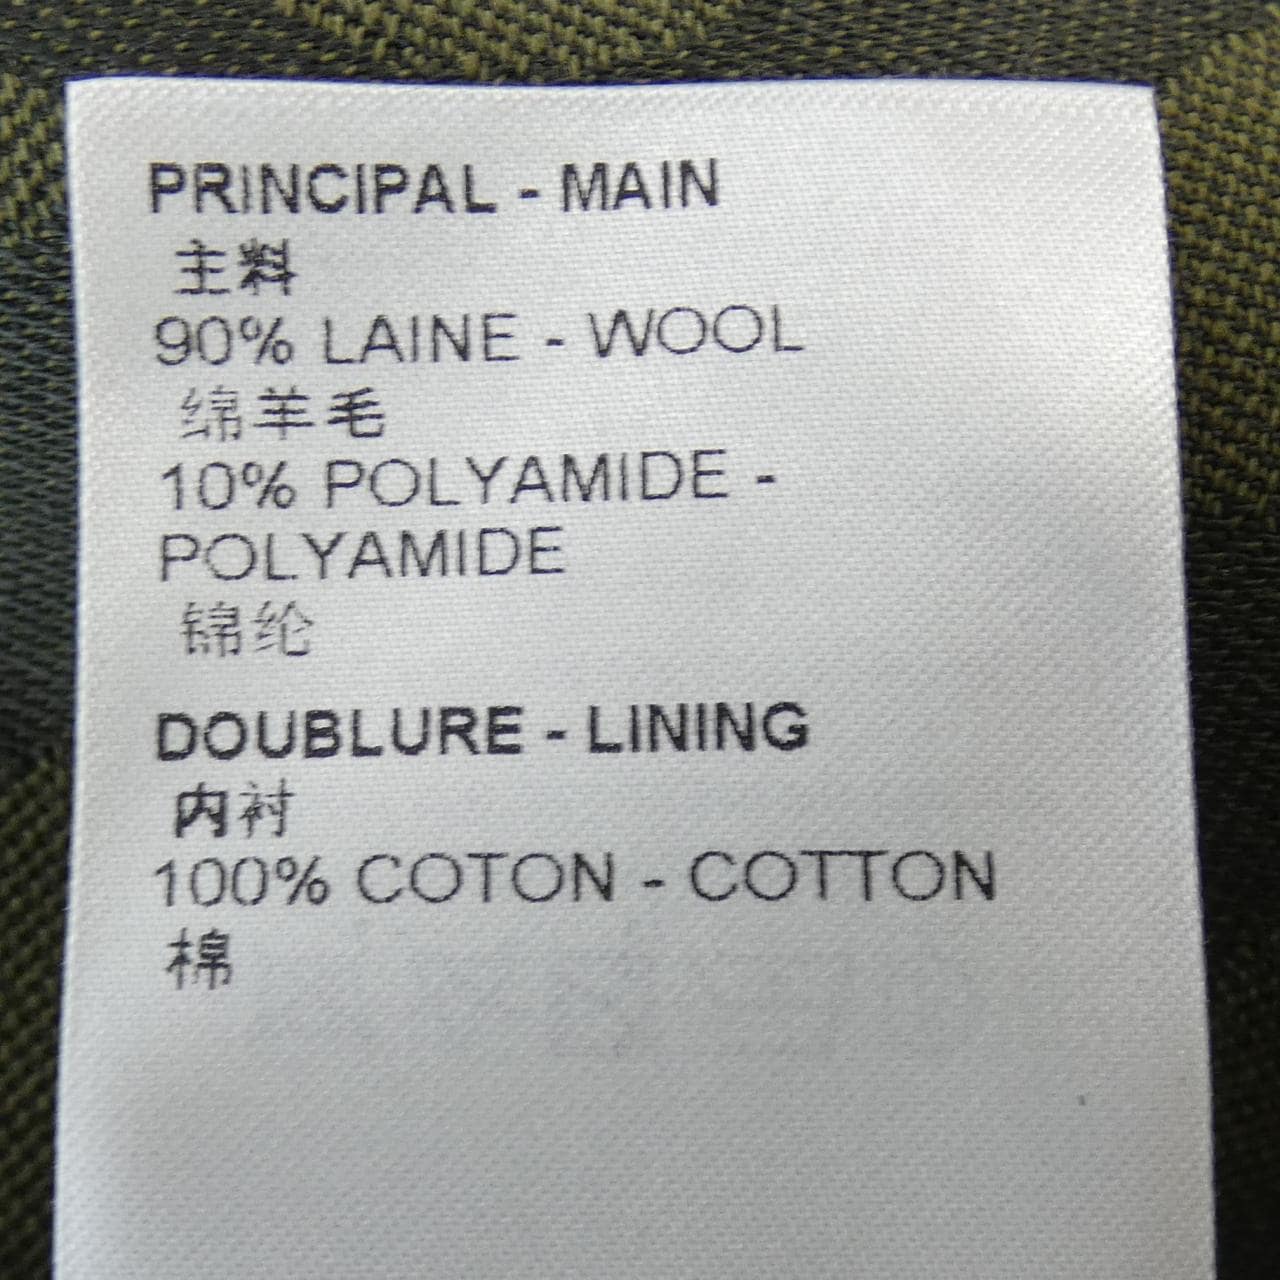 PRINCIPAL - MAIN
主料
90% LAINE - WOOL
绵羊毛
10% POLYAMIDE -
POLYAMIDE
锦纶
DOUBLURE - LINING
内衬
100% COTON - COTTON
棉